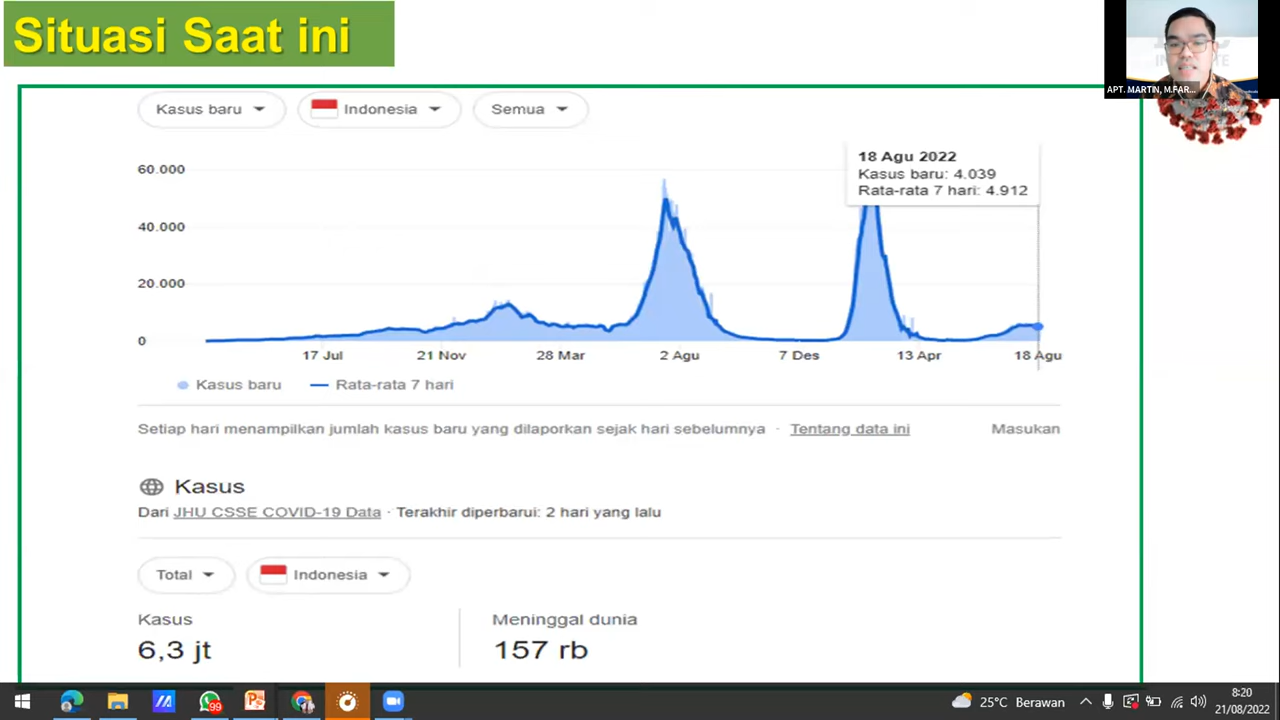 Situasi Saat ini
APT. MARTIN, M.FAR...
Kasus baru
Indonesia
Semua
18 Agu 2022
Kasus baru: 4.039
Rata-rata 7 hari: 4.912
60.000
40.000
20.000
0
17 Jul 21 Nov 28 Mar 2 Agu 7 Des 13 Apr 18 Agu
Kasus baru Rata-rata 7 hari
Setiap hari menampilkan jumlah kasus baru yang dilaporkan sejak hari sebelumnya · Tentang data ini Masukan
Kasus
Dari JHU CSSE COVID-19 Data · Terakhir diperbarui: 2 hari yang lalu
Total Indonesia
Kasus Meninggal dunia
6,3 jt 157 rb
99
25°C Berawan
8:20
21/08/2022